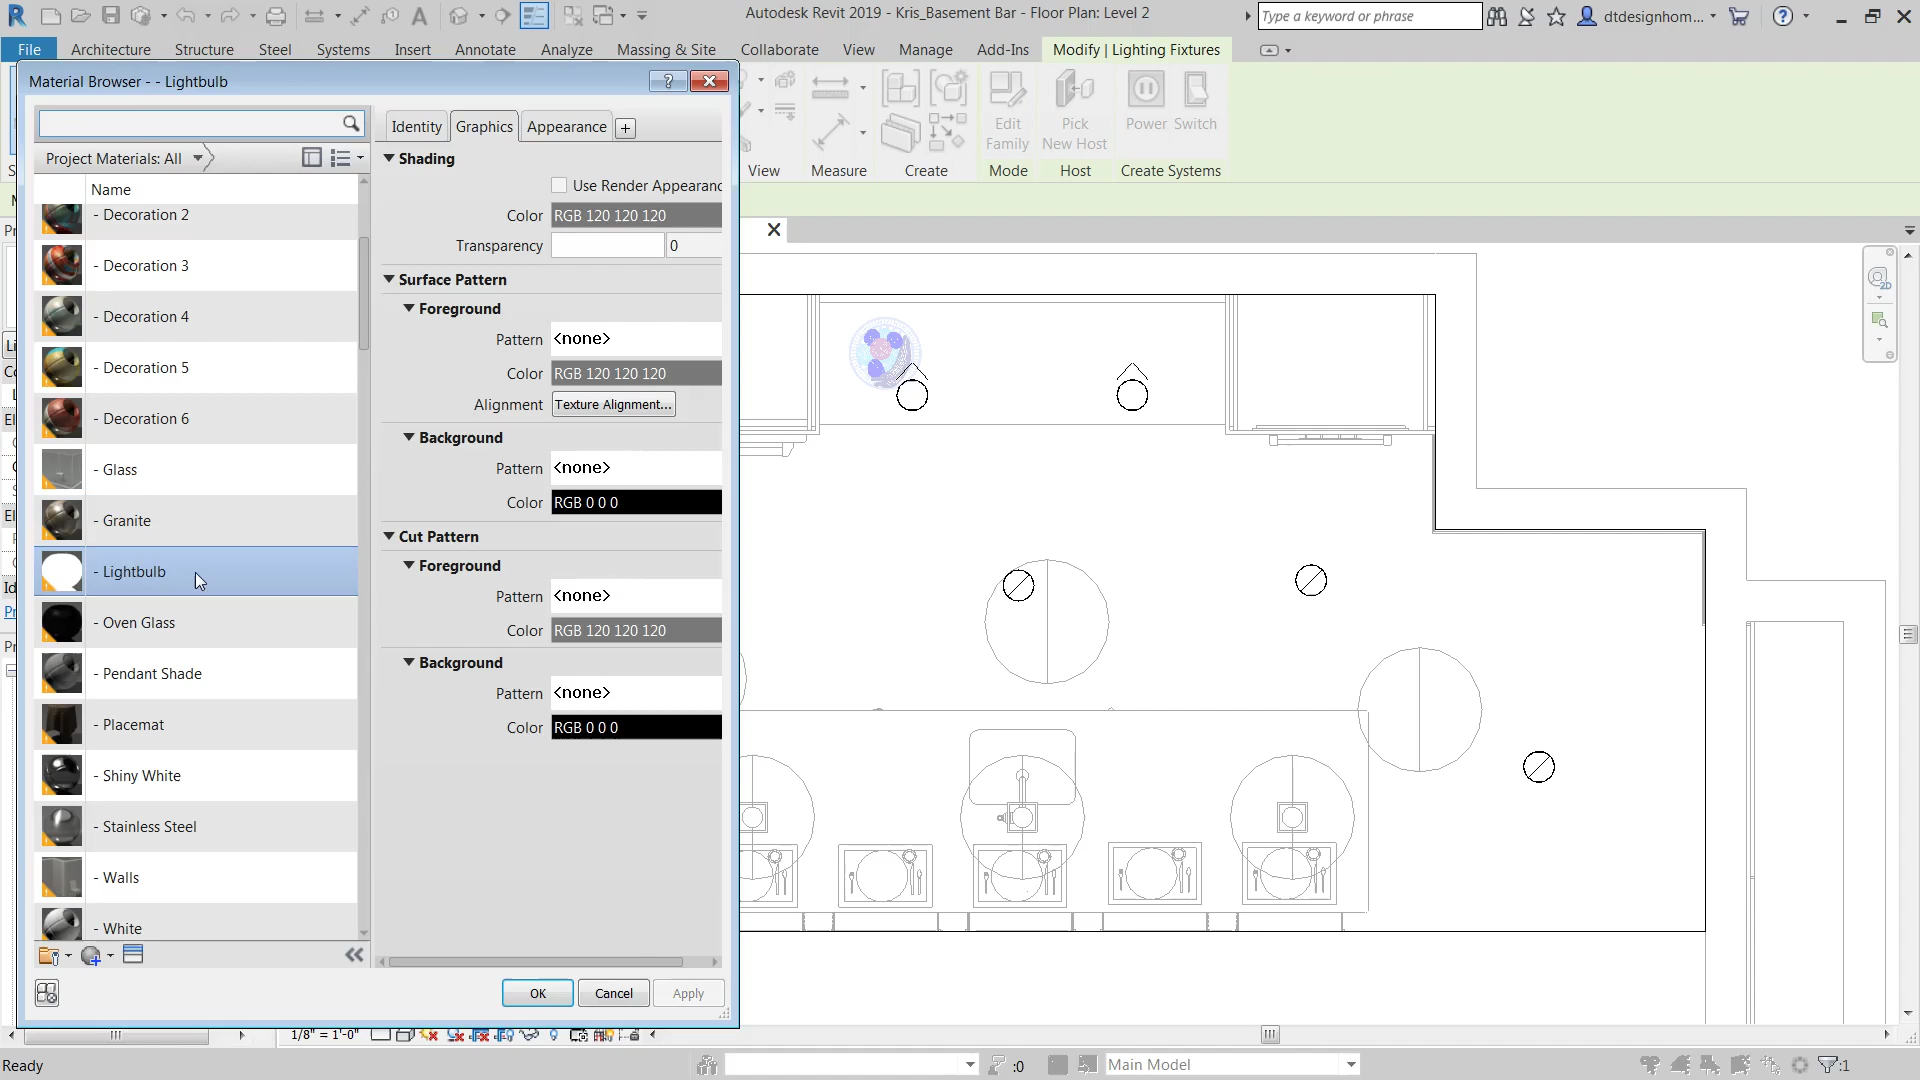 Autodesk Revit 2019 - Kris_Basement Bar - Floor Plan: Level 2
Type a keyword or phrase
dtdesignhom...
File
Architecture
Structure
Steel
Systems
Insert
Annotate
Analyze
Massing & Site
Collaborate
View
Manage
Add-Ins
Modify | Lighting Fixtures
Material Browser - - Lightbulb
Edit
Family
Pick
New Host
Power
Switch
View
Measure
Create
Mode
Host
Create Systems
Project Materials: All
Name
- Decoration 2
- Decoration 3
- Decoration 4
- Decoration 5
- Decoration 6
- Glass
- Granite
- Lightbulb
- Oven Glass
- Pendant Shade
- Placemat
- Shiny White
- Stainless Steel
- Walls
- White
Identity
Graphics
Appearance
Shading
Use Render Appearanc
Color RGB 120 120 120
Transparency 0
Surface Pattern
Foreground
Pattern <none>
Color RGB 120 120 120
Alignment Texture Alignment...
Background
Pattern <none>
Color RGB 0 0 0
Cut Pattern
Foreground
Pattern <none>
Color RGB 120 120 120
Background
Pattern <none>
Color RGB 0 0 0
OK
Cancel
Apply
2D
1/8" = 1'-0"
Ready
:0
Main Model
:1